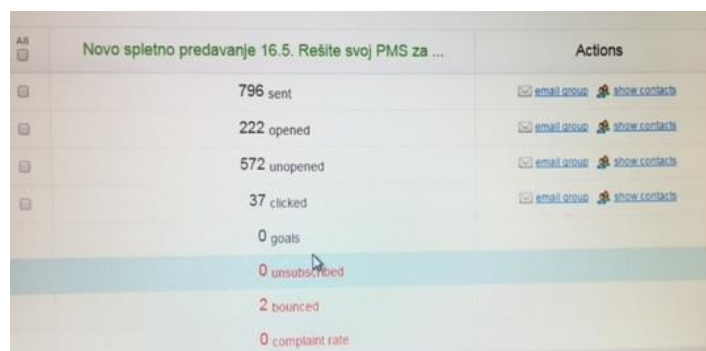 All
Novo spletno predavanje 16.5. Rešite svoj PMS za ... Actions
796 sent email group show contacts
222 opened email group show contacts
572 unopened email group show contacts
37 clicked email group show contacts
0 goals
0 unsubscribed
2 bounced
0 complaint rate